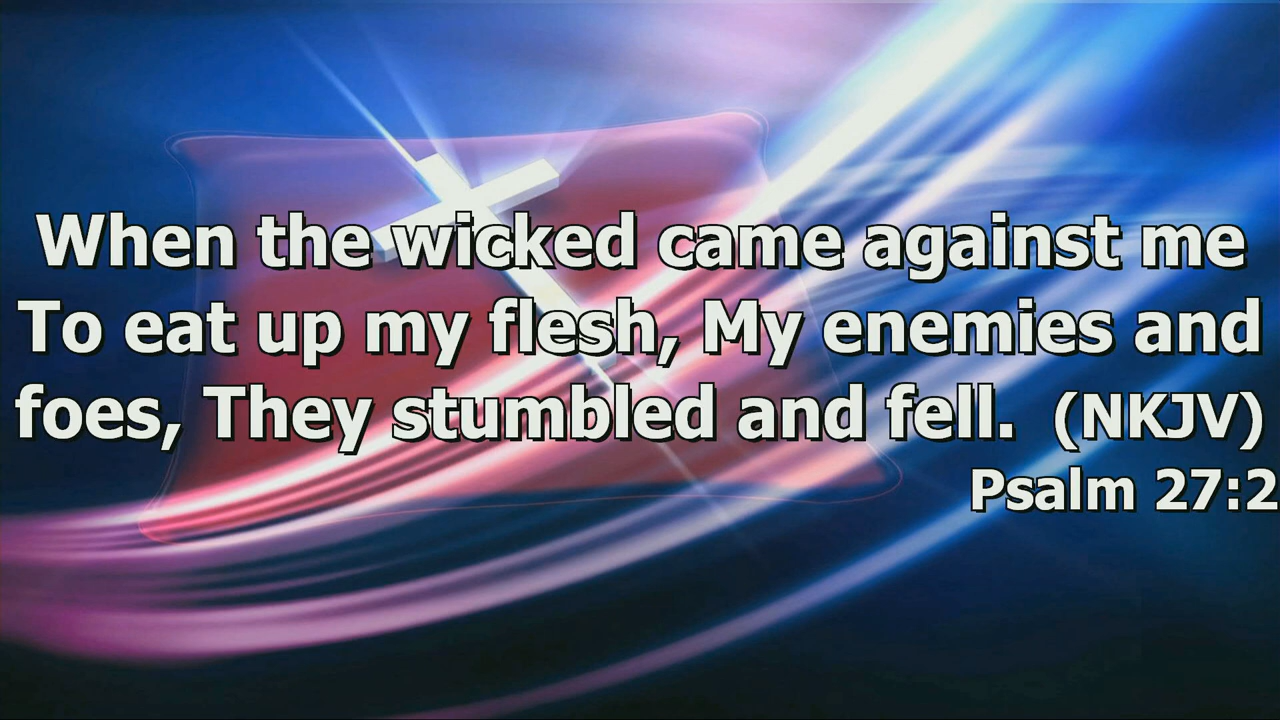 When the wicked came against me
To eat up my flesh, My enemies and
foes, They stumbled and fell. (NKJV)
Psalm 27:2